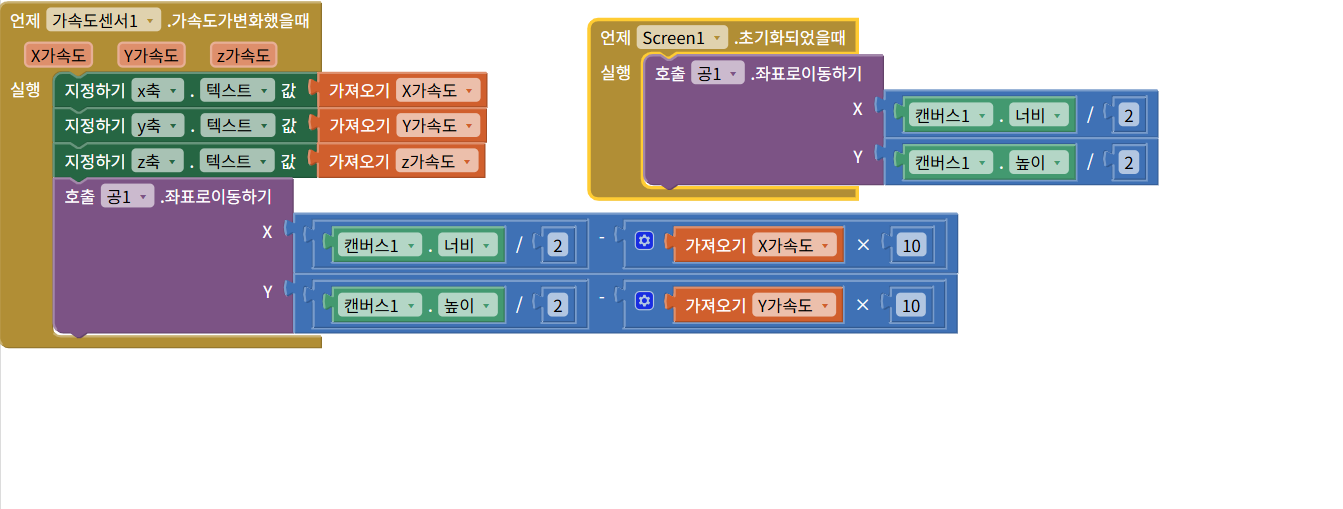 언제 가속도센서1 .가속도가변화했을때
X가속도 Y가속도 z가속도
실행 지정하기 x축 . 텍스트 값 가져오기 X가속도
지정하기 y축 . 텍스트 값 가져오기 Y가속도
지정하기 z축 . 텍스트 값 가져오기 z가속도
호출 공1 .좌표로이동하기
X 캔버스1 . 너비 / 2 - 가져오기 X가속도 × 10
Y 캔버스1 . 높이 / 2 - 가져오기 Y가속도 × 10
언제 Screen1 .초기화되었을때
실행 호출 공1 .좌표로이동하기
X 캔버스1 . 너비 / 2
Y 캔버스1 . 높이 / 2